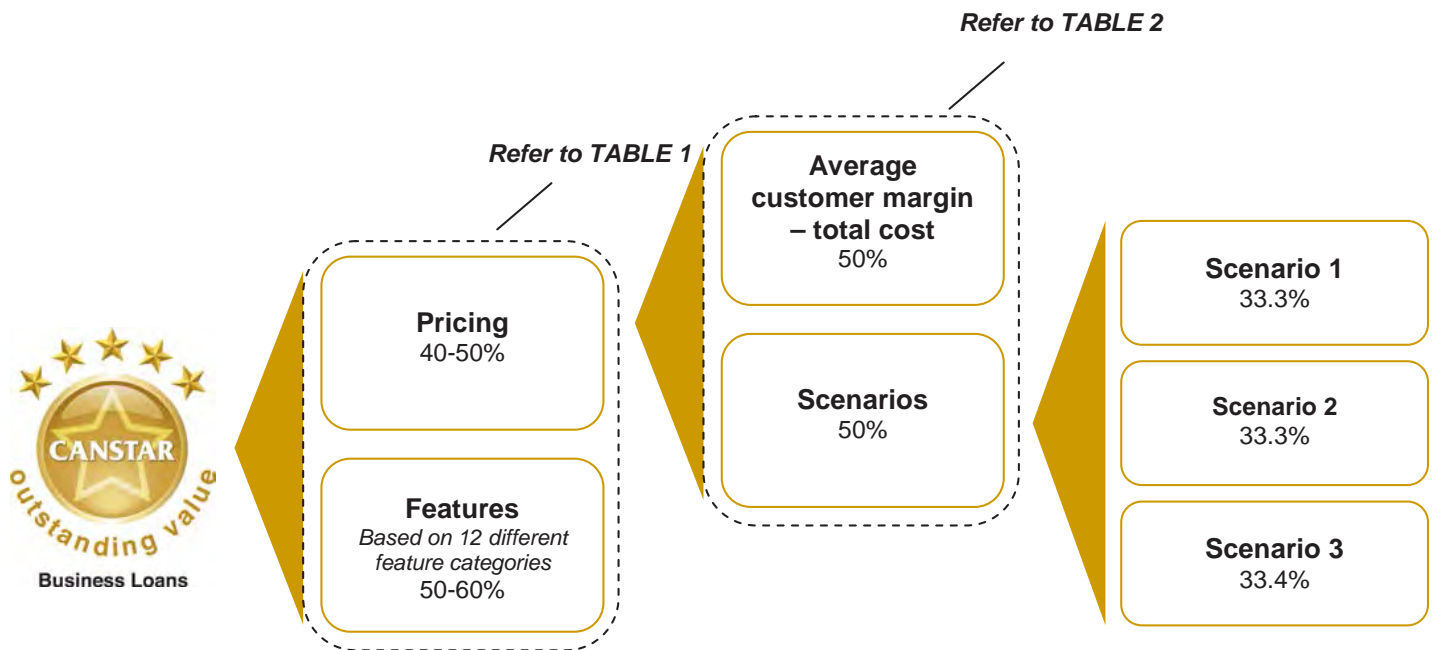 Refer to TABLE 2
Refer to TABLE 1
CANSTAR
outstanding value
Business Loans
Pricing
40-50%
Features
Based on 12 different
feature categories
50-60%
Average
customer margin
– total cost
50%
Scenarios
50%
Scenario 1
33.3%
Scenario 2
33.3%
Scenario 3
33.4%